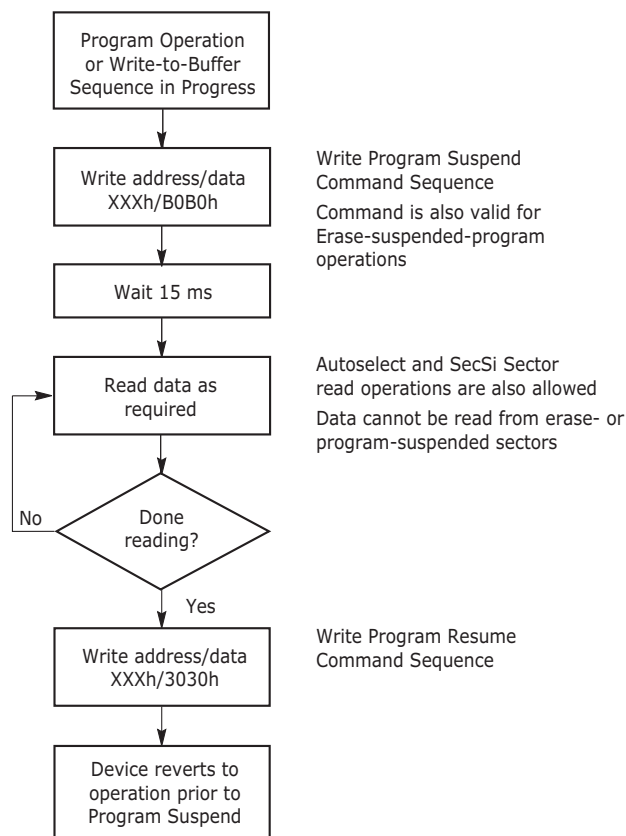 Program Operation
or Write-to-Buffer
Sequence in Progress
Write address/data
XXXh/B0B0h
Write Program Suspend
Command Sequence
Command is also valid for
Erase-suspended-program
operations
Wait 15 ms
Read data as
required
Autoselect and SecSi Sector
read operations are also allowed
Data cannot be read from erase- or
program-suspended sectors
No
Done
reading?
Yes
Write address/data
XXXh/3030h
Write Program Resume
Command Sequence
Device reverts to
operation prior to
Program Suspend